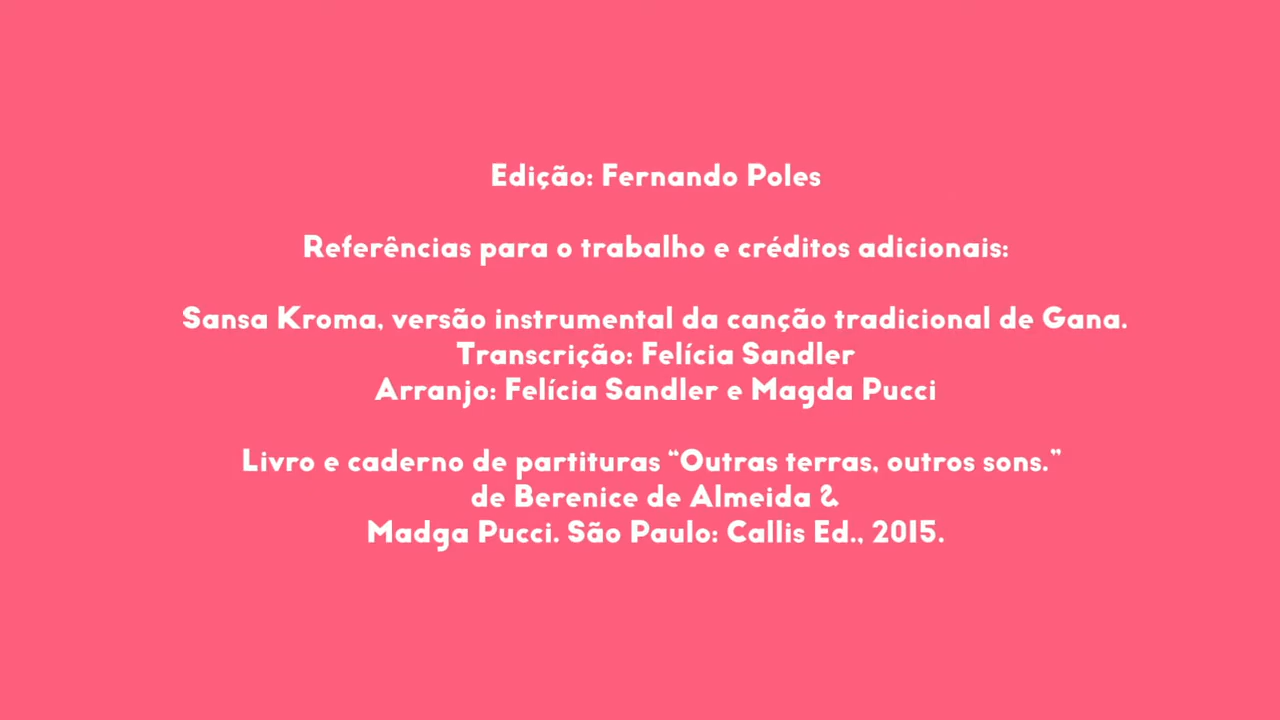 Edição: Fernando Poles
Referências para o trabalho e créditos adicionais:
Sansa Kroma, versão instrumental da canção tradicional de Gana.
Transcrição: Felícia Sandler
Arranjo: Felícia Sandler e Magda Pucci
Livro e caderno de partituras “Outras terras, outros sons.”
de Berenice de Almeida &
Madga Pucci. São Paulo: Callis Ed., 2015.